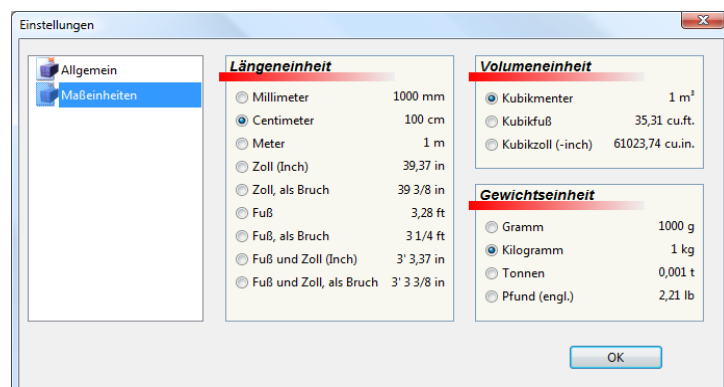 Einstellungen
Allgemein
Maßeinheiten
Längeneinheit
Millimeter 1000 mm
Centimeter 100 cm
Meter 1 m
Zoll (Inch) 39,37 in
Zoll, als Bruch 39 3/8 in
Fuß 3,28 ft
Fuß, als Bruch 3 1/4 ft
Fuß und Zoll (Inch) 3' 3,37 in
Fuß und Zoll, als Bruch 3' 3 3/8 in
Volumeneinheit
Kubikmenter 1 m³
Kubikfuß 35,31 cu.ft.
Kubikzoll (-inch) 61023,74 cu.in.
Gewichtseinheit
Gramm 1000 g
Kilogramm 1 kg
Tonnen 0,001 t
Pfund (engl.) 2,21 lb
OK